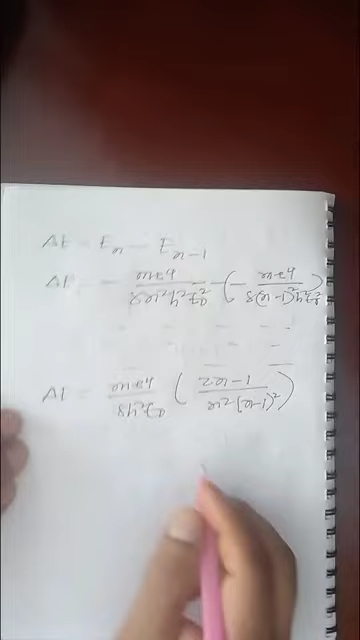 ΔE = En - En-1
ΔE = - me4/8n2h2ε02 - (- me4/8(n-1)2h2ε02)
ΔE = me4/8h2ε0 (2n-1/n2(n-1)2)